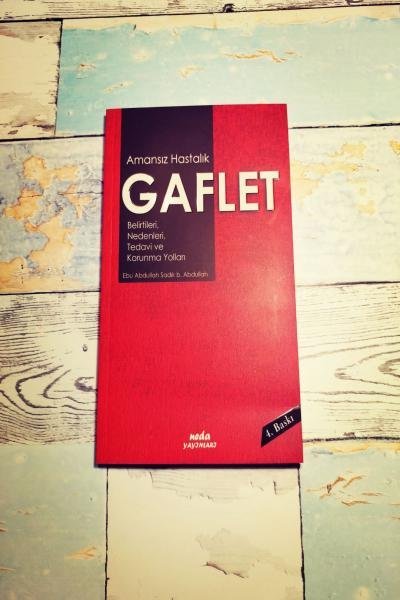 Amansız Hastalık
GAFLET
Belirtileri,
Nedenleri,
Tedavi ve
Korunma Yolları
Ebu Abdullah Sadık b. Abdullah
4. Baskı
neda
YAYINLARI